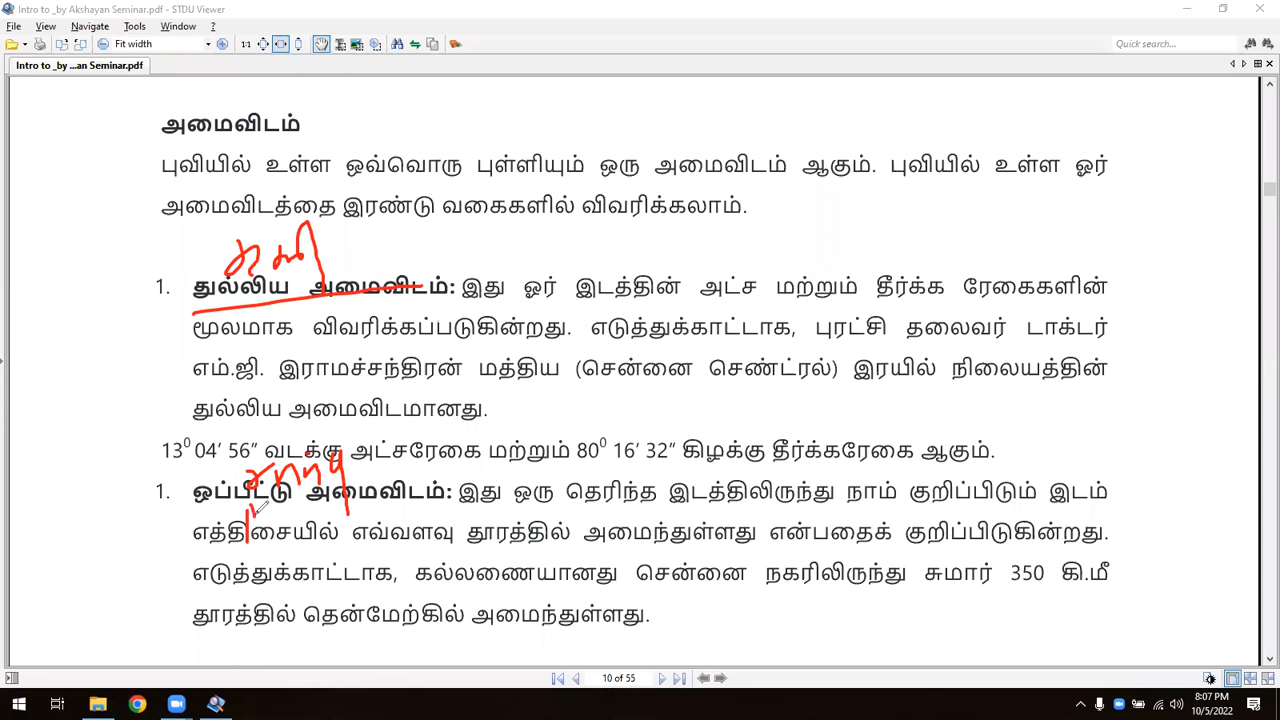 Intro to _by Akshayan Seminar.pdf - STDU Viewer
File View Navigate Tools Window ?
Fit width 1:1 Quick search...
Intro to _by ...an Seminar.pdf
அமைவிடம்
புவியில் உள்ள ஒவ்வொரு புள்ளியும் ஒரு அமைவிடம் ஆகும். புவியில் உள்ள ஓர்
அமைவிடத்தை இரண்டு வகைகளில் விவரிக்கலாம்.
1. துல்லிய அமைவிடம்: இது ஓர் இடத்தின் அட்ச மற்றும் தீர்க்க ரேகைகளின்
மூலமாக விவரிக்கப்படுகின்றது. எடுத்துக்காட்டாக, புரட்சி தலைவர் டாக்டர்
எம்.ஜி. இராமச்சந்திரன் மத்திய (சென்னை செண்ட்ரல்) இரயில் நிலையத்தின்
துல்லிய அமைவிடமானது.
13⁰ 04’ 56” வடக்கு அட்சரேகை மற்றும் 80⁰ 16’ 32“ கிழக்கு தீர்க்கரேகை ஆகும்.
1. ஒப்பீட்டு அமைவிடம்: இது ஒரு தெரிந்த இடத்திலிருந்து நாம் குறிப்பிடும் இடம்
எத்திசையில் எவ்வளவு தூரத்தில் அமைந்துள்ளது என்பதைக் குறிப்பிடுகின்றது.
எடுத்துக்காட்டாக, கல்லணையானது சென்னை நகரிலிருந்து சுமார் 350 கி.மீ
தூரத்தில் தென்மேற்கில் அமைந்துள்ளது.
10 of 55
8:07 PM
10/5/2022